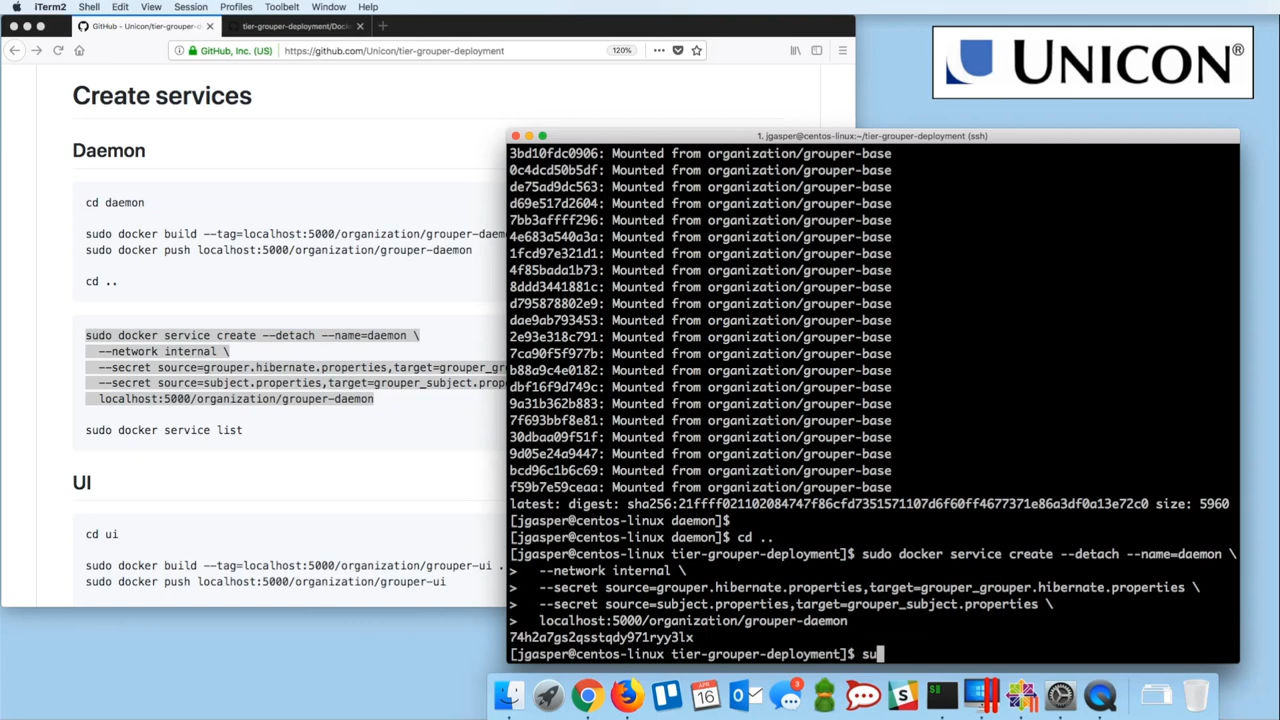 iTerm2 Shell Edit View Session Profiles Toolbelt Window Help
GitHub - Unicon/tier-grouper-d
tier-grouper-deployment/Dock
GitHub, Inc. (US)
https://github.com/Unicon/tier-grouper-deployment
120%
UNICON®
Create services
Daemon
cd daemon
sudo docker build --tag=localhost:5000/organization/grouper-daem
sudo docker push localhost:5000/organization/grouper-daemon
cd ..
sudo docker service create --detach --name=daemon \
--network internal \
--secret source=grouper.hibernate.properties,target=grouper_gr
--secret source=subject.properties,target=grouper_subject.prope
localhost:5000/organization/grouper-daemon
sudo docker service list
UI
cd ui
sudo docker build --tag=localhost:5000/organization/grouper-ui .
sudo docker push localhost:5000/organization/grouper-ui
1. jgasper@centos-linux:~/tier-grouper-deployment (ssh)
3bd10fdc0906: Mounted from organization/grouper-base
0c4dcd50b5df: Mounted from organization/grouper-base
de75ad9dc563: Mounted from organization/grouper-base
d69e517d2604: Mounted from organization/grouper-base
7bb3affff296: Mounted from organization/grouper-base
4e683a540a3a: Mounted from organization/grouper-base
1fcd97e321d1: Mounted from organization/grouper-base
4f85bada1b73: Mounted from organization/grouper-base
8ddd3441881c: Mounted from organization/grouper-base
d795878802e9: Mounted from organization/grouper-base
dae9ab793453: Mounted from organization/grouper-base
2e93e318c791: Mounted from organization/grouper-base
7ca90f5f977b: Mounted from organization/grouper-base
b88a9c4e0182: Mounted from organization/grouper-base
dbf16f9d749c: Mounted from organization/grouper-base
9a31b362b883: Mounted from organization/grouper-base
7f693bbf8e81: Mounted from organization/grouper-base
30dbaa09f51f: Mounted from organization/grouper-base
9d05e24a9447: Mounted from organization/grouper-base
bcd96c1b6c69: Mounted from organization/grouper-base
f59b7e59ceaa: Mounted from organization/grouper-base
latest: digest: sha256:21ffff021102084747f86cfd7351571107d6f60ff4677371e86a3df0a13e72c0 size: 5960
[jgasper@centos-linux daemon]$
[jgasper@centos-linux daemon]$ cd ..
[jgasper@centos-linux tier-grouper-deployment]$ sudo docker service create --detach --name=daemon \
> --network internal \
> --secret source=grouper.hibernate.properties,target=grouper_grouper.hibernate.properties \
> --secret source=subject.properties,target=grouper_subject.properties \
> localhost:5000/organization/grouper-daemon
74h2a7gs2qsstqdy971ryy3lx
[jgasper@centos-linux tier-grouper-deployment]$ su
APR
16
3